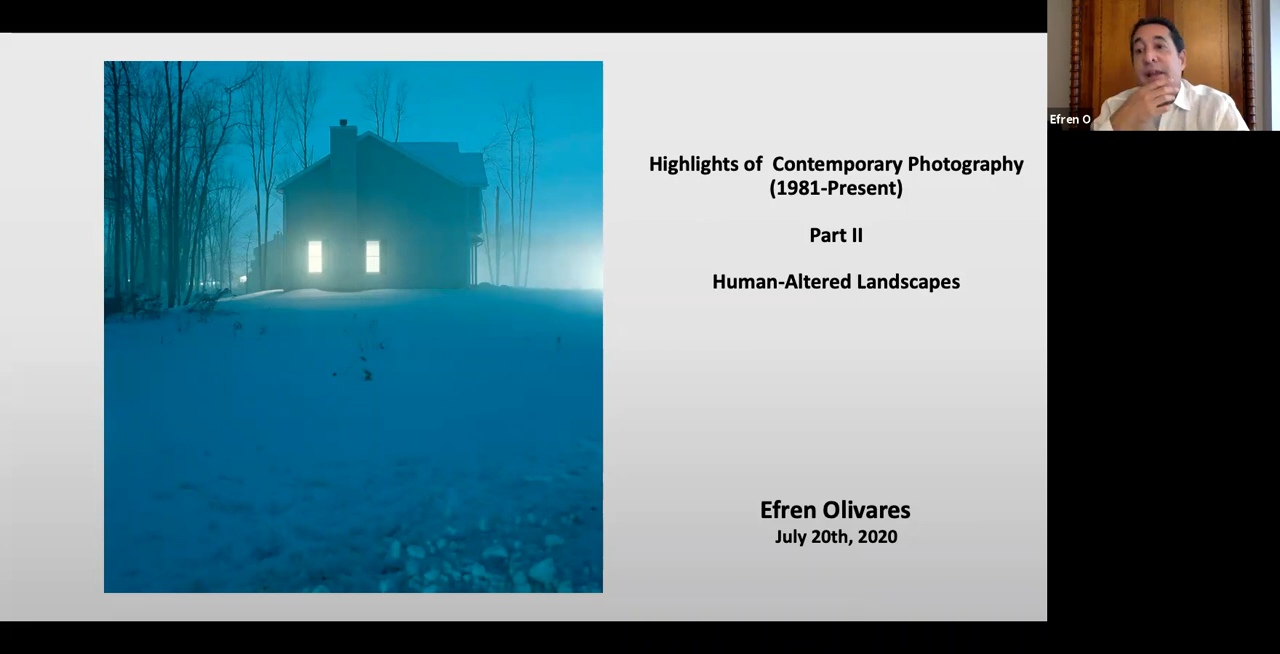 Efren O
Highlights of  Contemporary Photography
(1981-Present)
Part II
Human-Altered Landscapes
Efren Olivares
July 20th, 2020